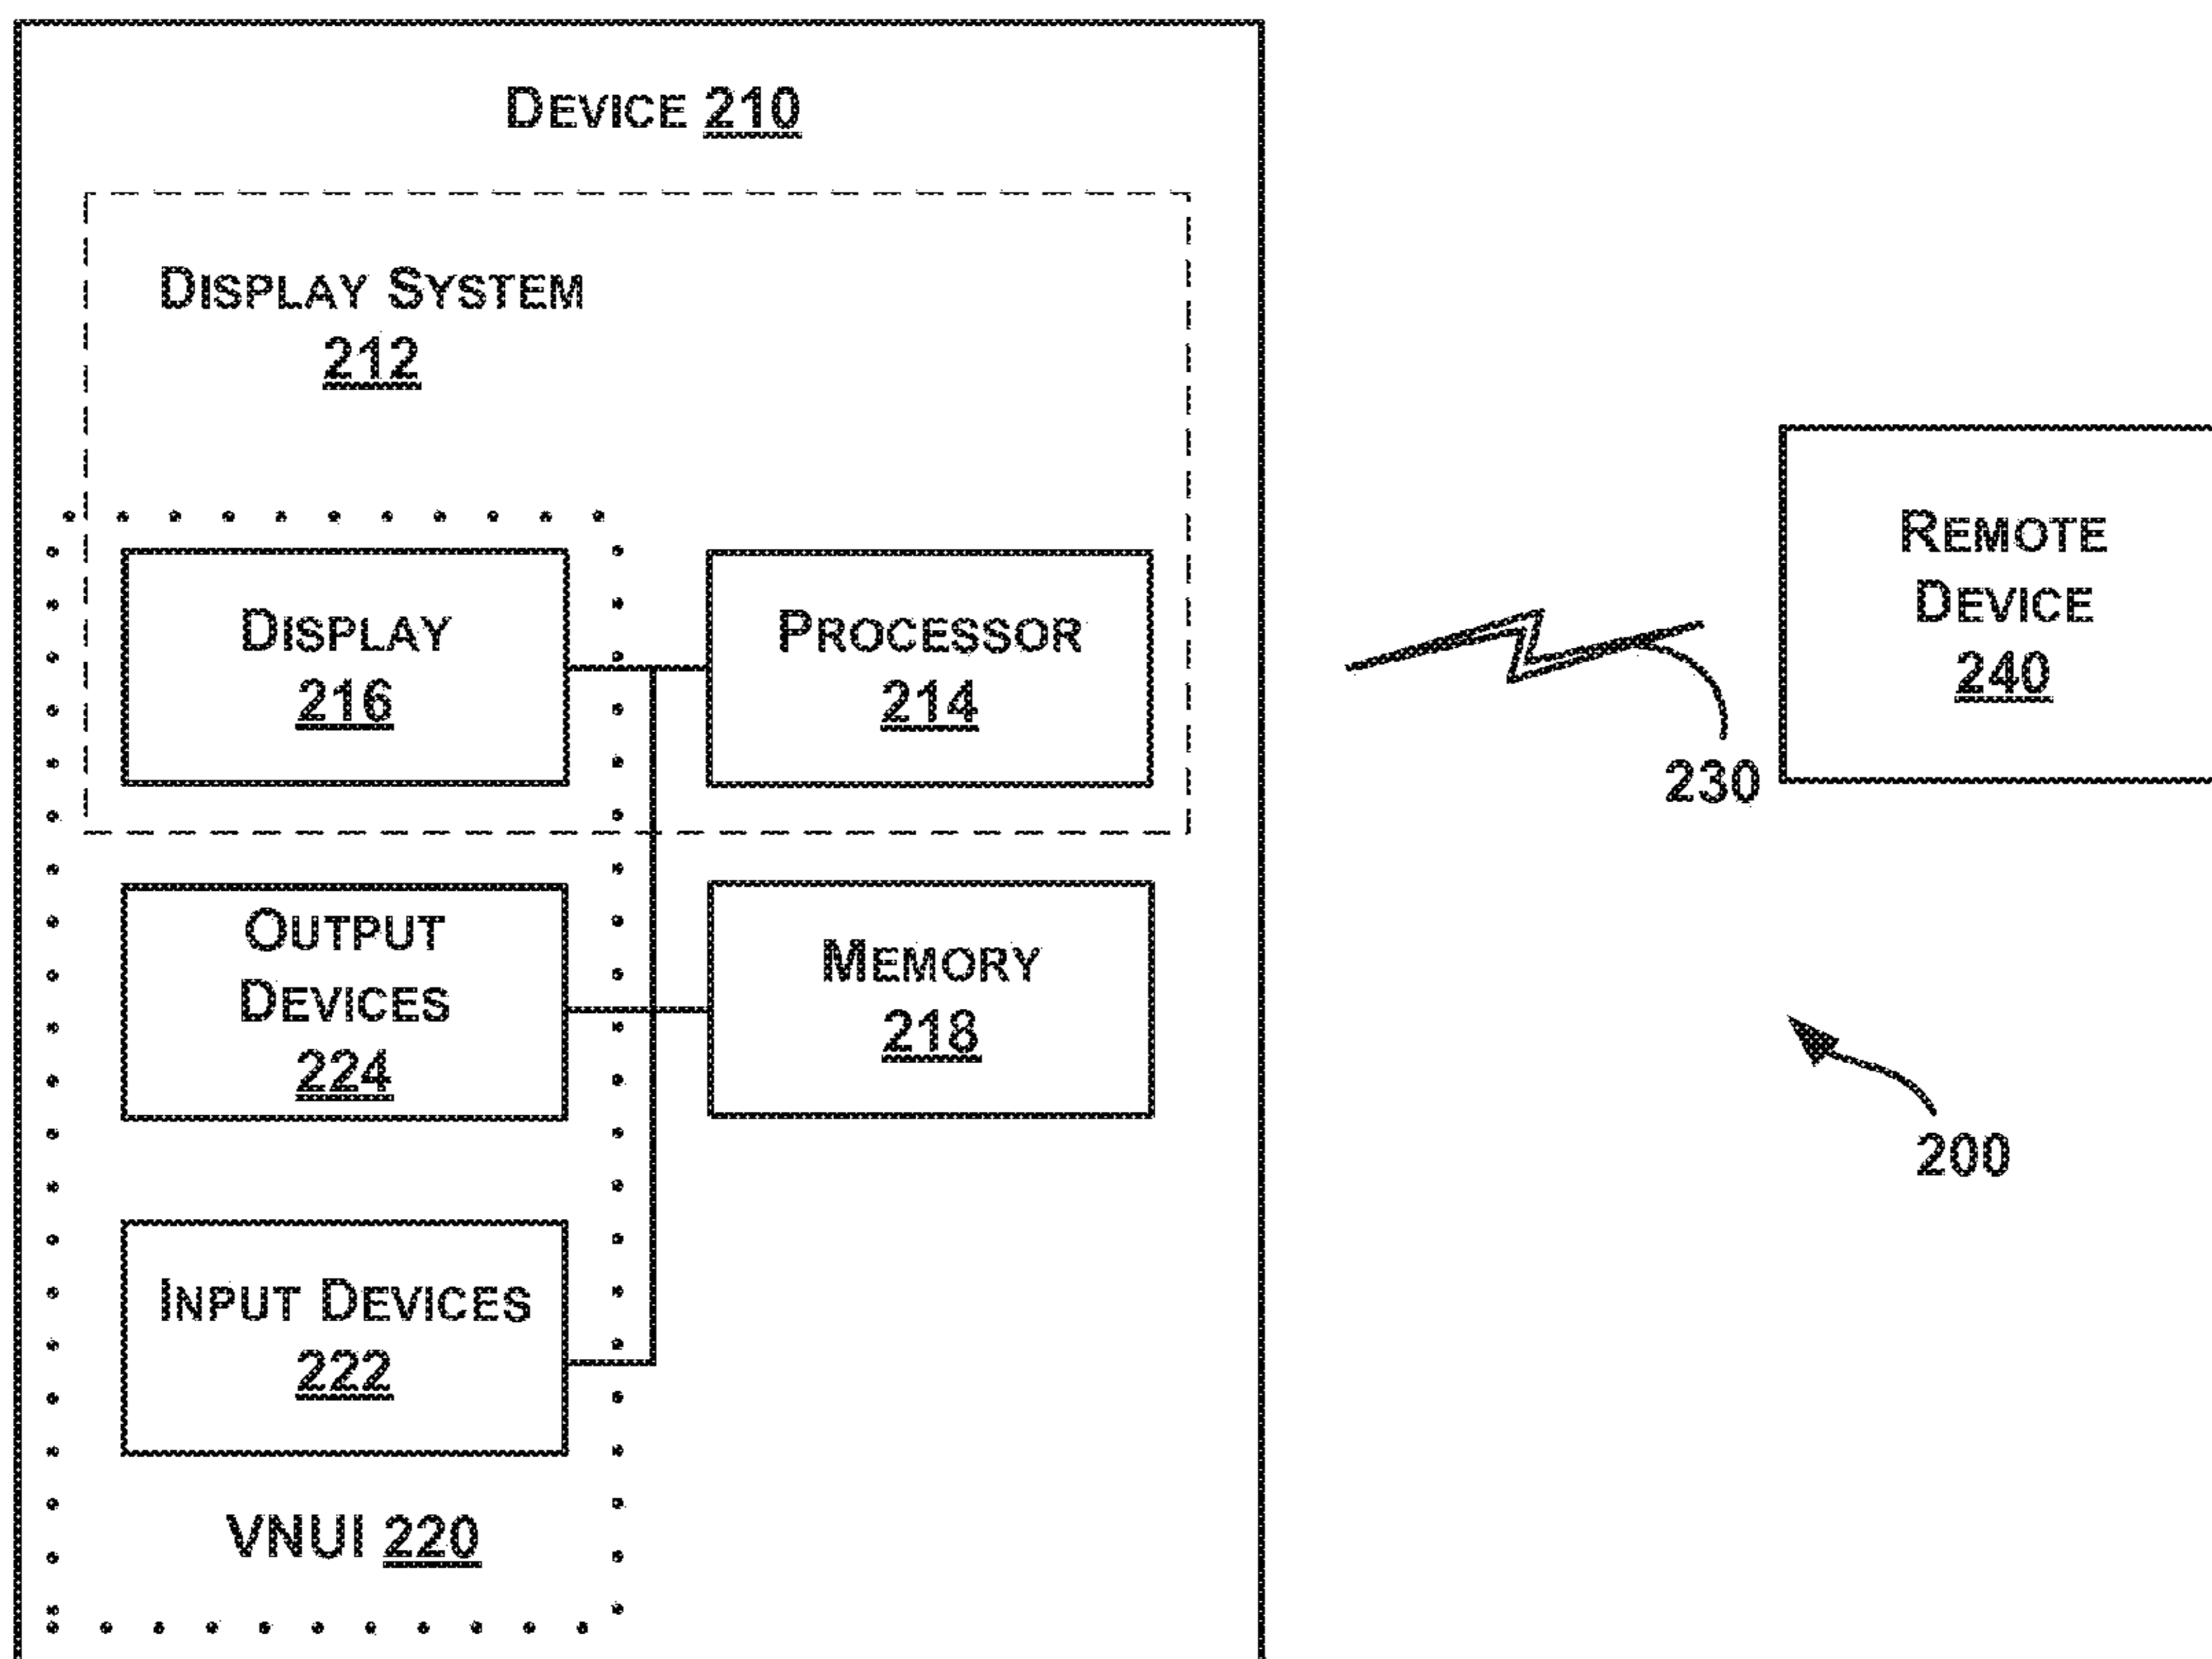 DEVICE 210
DISPLAY SYSTEM
212
DISPLAY
216
PROCESSOR
214
OUTPUT
DEVICES
224
MEMORY
218
INPUT DEVICES
222
VNUI 220
REMOTE
DEVICE
240
230
200